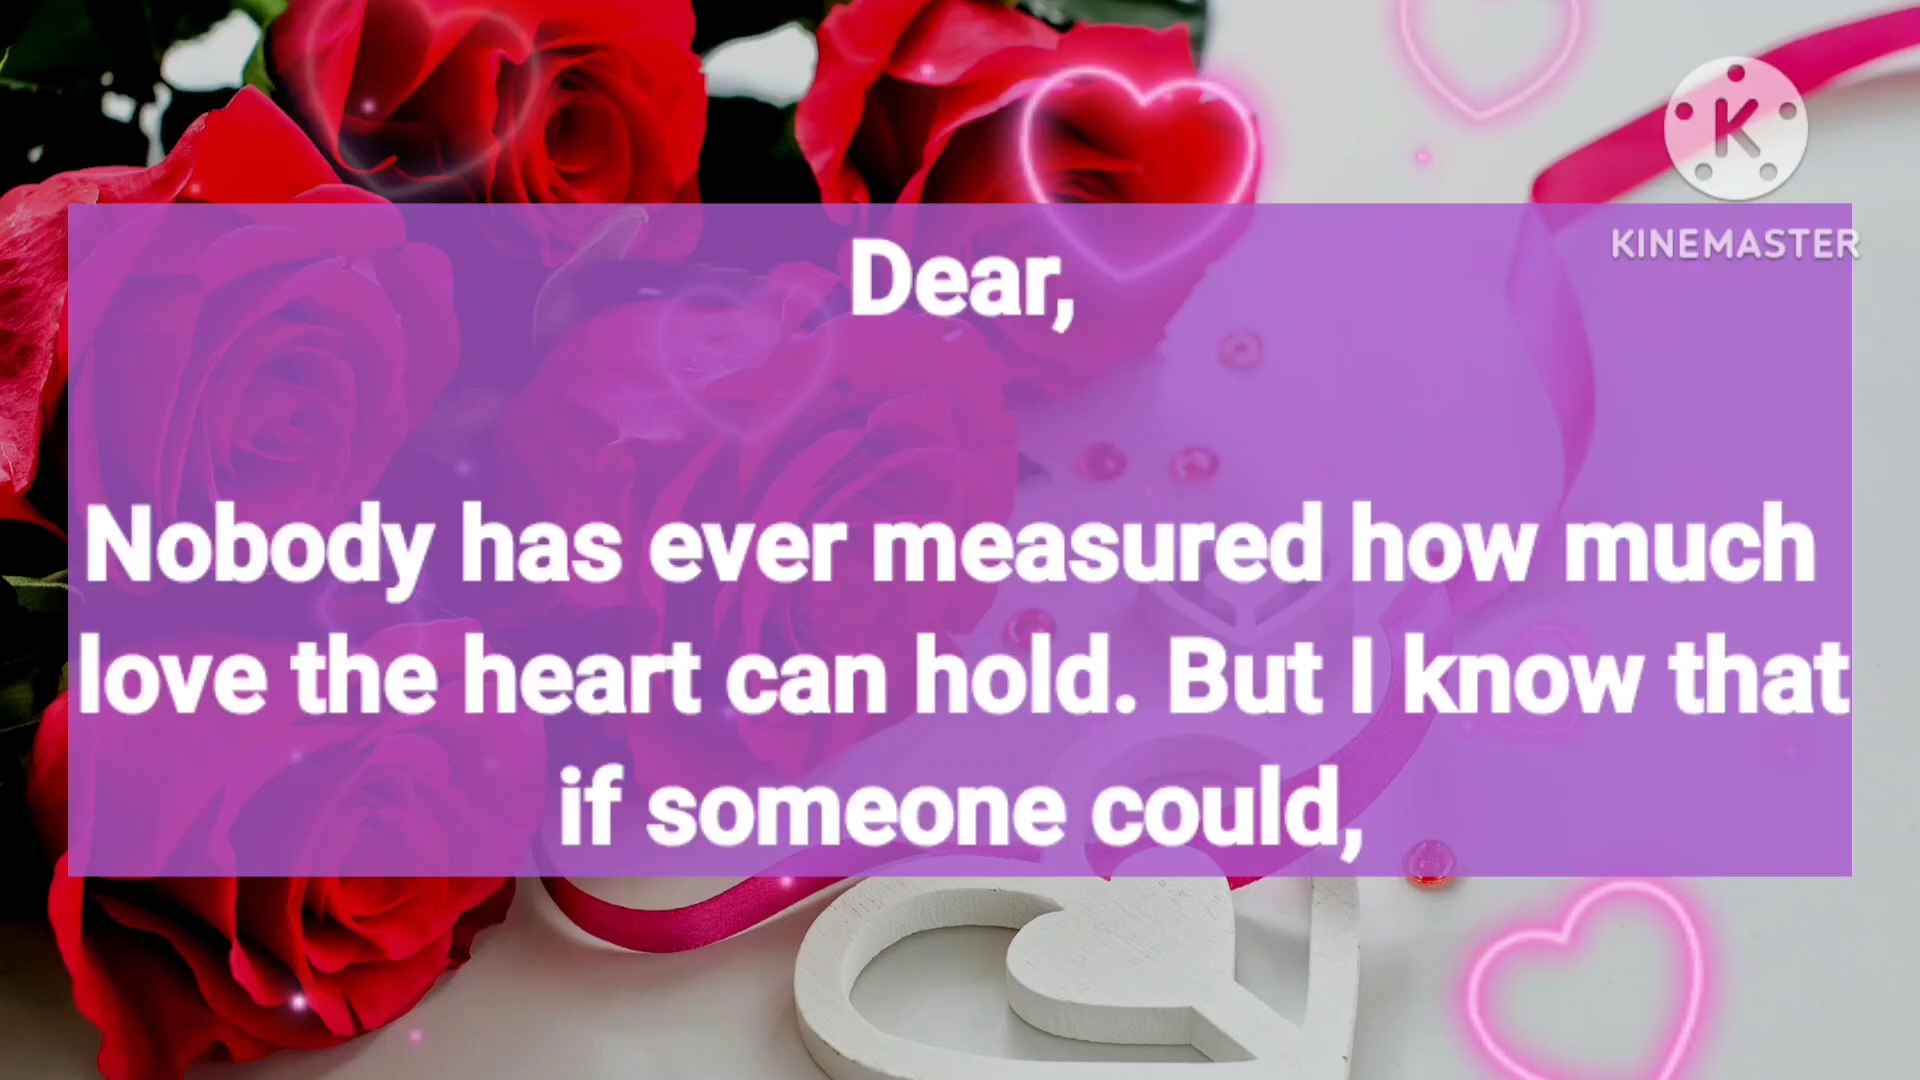 K
KINEMASTER
Dear,
Nobody has ever measured how much
love the heart can hold. But I know that
if someone could,